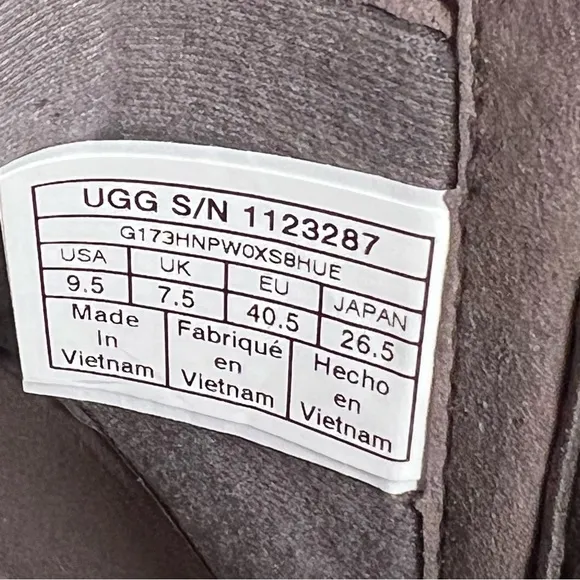 UGG S/N 1123287
G173HNPW0XS8HUE
USA UK EU JAPAN
9.5 7.5 40.5 26.5
Made In Vietnam
Fabriqué en Vietnam
Hecho en Vietnam